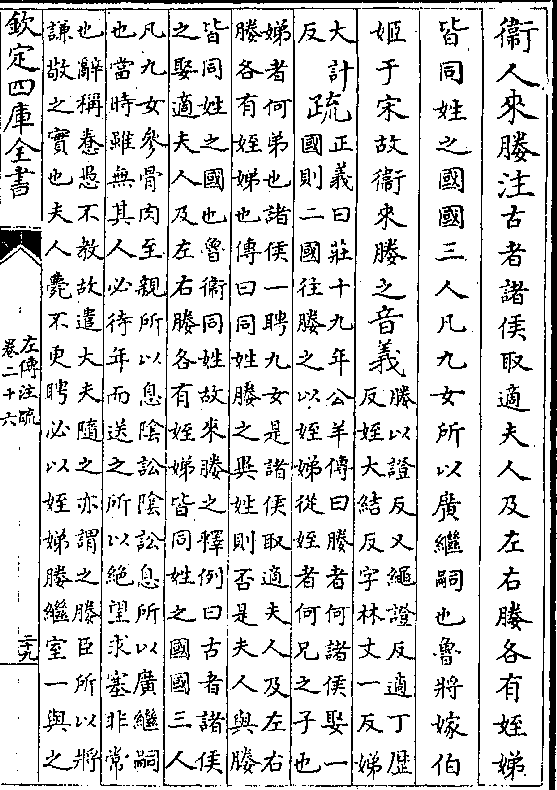 衞人來媵注古者諸侯取適夫人及左右媵各有姪娣
皆同姓之國國三人凡九女所以廣繼嗣也魯將嫁伯
姬于宋故衞來媵之音義
媵以證反又繩證反適丁歷
反姪大結反字林丈一反娣
大計
反
疏
正義曰莊十九年公羊傳曰媵者何諸侯娶一
國則二國往媵之以姪娣從姪者何兄之子也
娣者何弟也諸侯一聘九女是諸侯取適夫人及左右
媵各有姪娣也傳曰同姓媵之異姓則否是夫人與媵
皆同姓之國也魯衞同姓故來媵之釋例曰古者諸侯
之娶適夫人及左右媵各有姪娣皆同姓之國國三人
凡九女參骨肉至親所以息陰訟陰訟息所以廣繼嗣
也當時雖無其人必待年而送之所以絶望求塞非常
也辭稱惷愚不教故遣大夫隨之亦謂之媵臣所以將
謙敬之實也夫人薨不更聘必以姪娣媵繼室一與之
欽定四庫全書
左傳注疏
卷二十六